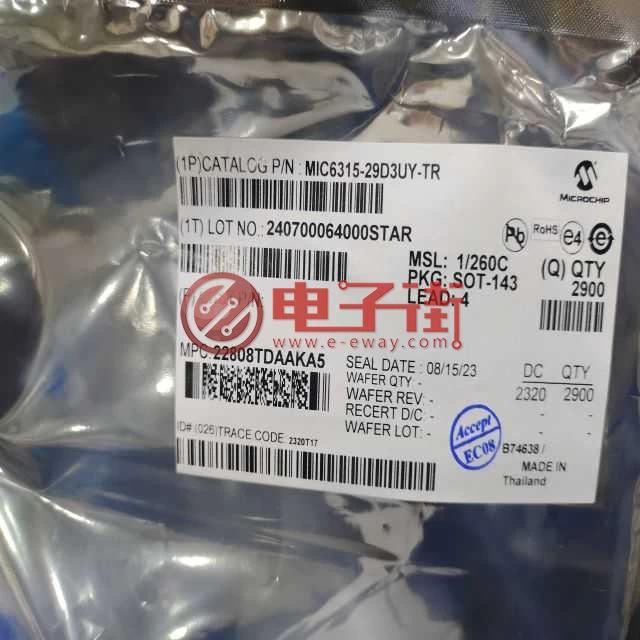 (1P)CATALOG P/N : MIC6315-29D3UY-TR
MICROCHIP
(1T) LOT NO.: 240700064000STAR
Pb
RoHS
e4
e
MSL: 1/260C
PKG: SOT-143
LEAD: 4
(Q) QTY
2900
P/N:
电子街
www.e-eway.com
MPC:22808TDAAKA5
SEAL DATE : 08/15/23
WAFER QTY: -
WAFER REV: -
RECERT D/C: -
WAFER LOT: -
DC QTY
2320 2900
- -
- -
Accept
EC08
B74638 /
MADE IN
Thailand
ID#:(026)TRACE CODE 2320T17